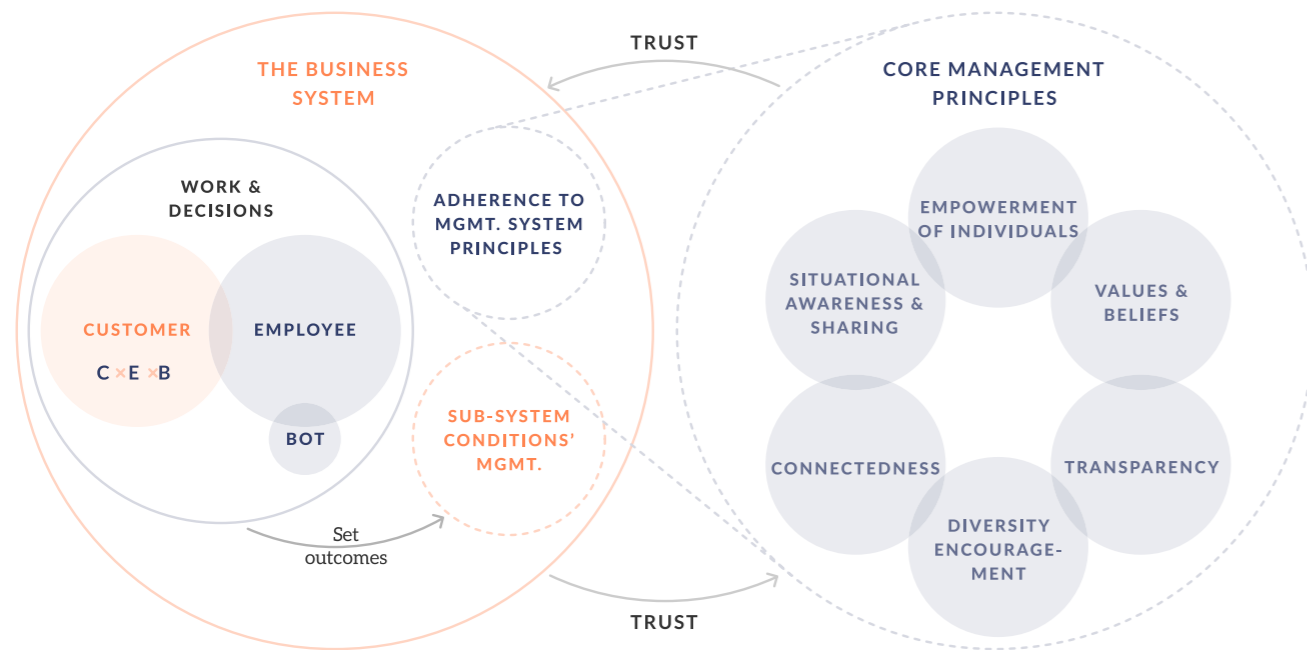 THE BUSINESS
SYSTEM
WORK &
DECISIONS
CUSTOMER
C × E × B
EMPLOYEE
BOT
ADHERENCE TO
MGMT. SYSTEM
PRINCIPLES
SUB-SYSTEM
CONDITIONS’
MGMT.
Set
outcomes
TRUST
TRUST
CORE MANAGEMENT
PRINCIPLES
EMPOWERMENT
OF INDIVIDUALS
SITUATIONAL
AWARENESS &
SHARING
VALUES &
BELIEFS
CONNECTEDNESS
TRANSPARENCY
DIVERSITY
ENCOURAGE-
MENT